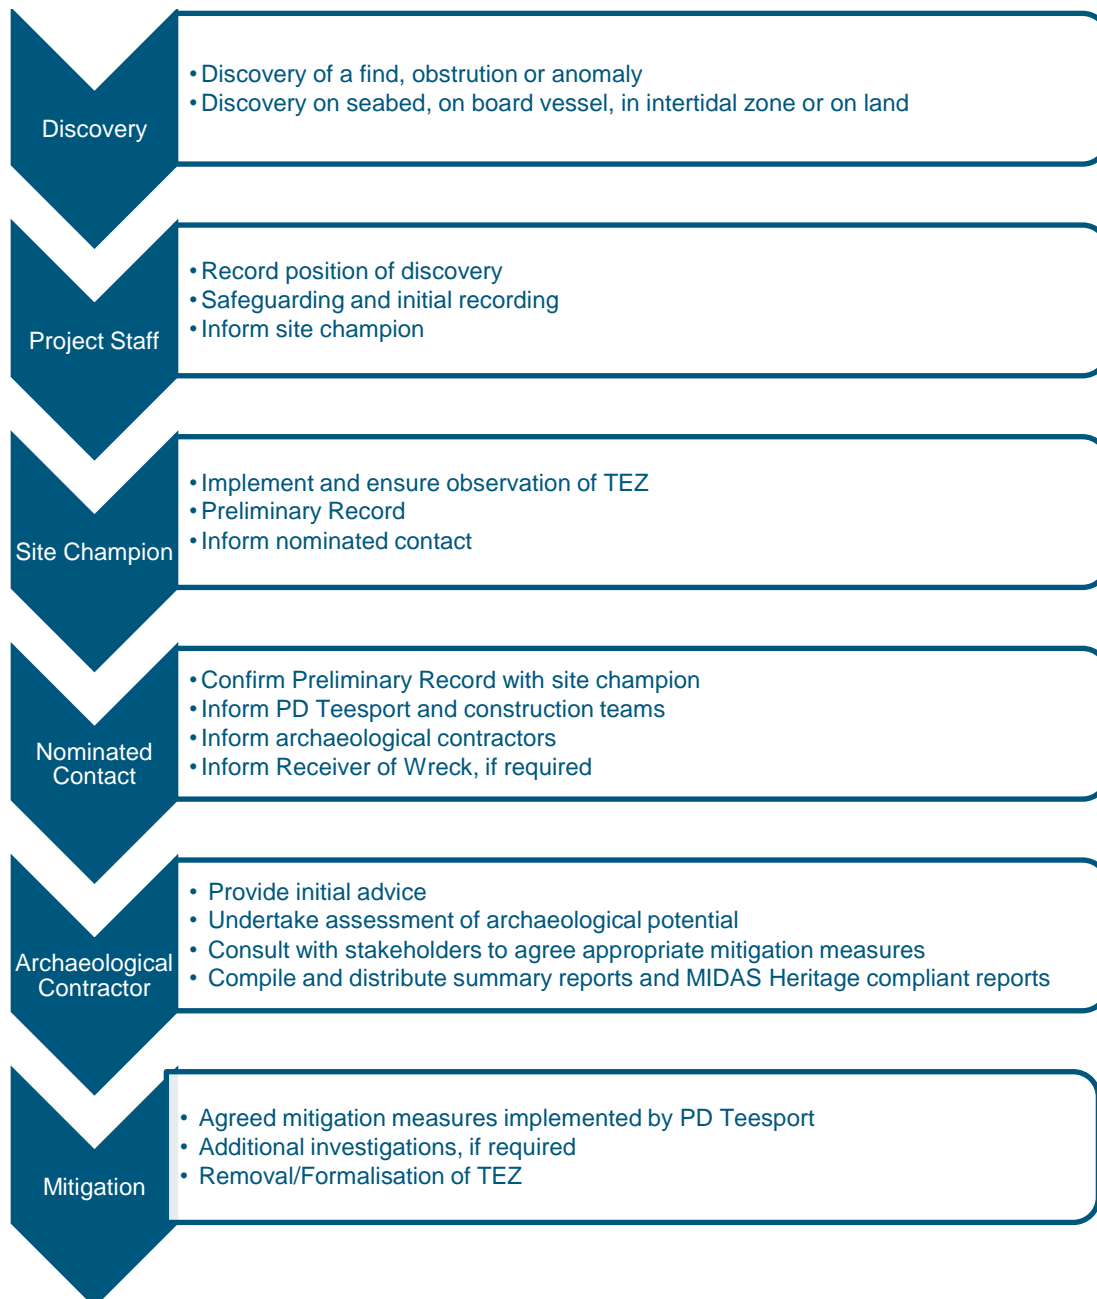 Discovery
• Discovery of a find, obstrution or anomaly
• Discovery on seabed, on board vessel, in intertidal zone or on land
Project Staff
• Record position of discovery
• Safeguarding and initial recording
• Inform site champion
Site Champion
• Implement and ensure observation of TEZ
• Preliminary Record
• Inform nominated contact
Nominated
Contact
• Confirm Preliminary Record with site champion
• Inform PD Teesport and construction teams
• Inform archaeological contractors
• Inform Receiver of Wreck, if required
Archaeological
Contractor
• Provide initial advice
• Undertake assessment of archaeological potential
• Consult with stakeholders to agree appropriate mitigation measures
• Compile and distribute summary reports and MIDAS Heritage compliant reports
Mitigation
• Agreed mitigation measures implemented by PD Teesport
• Additional investigations, if required
• Removal/Formalisation of TEZ